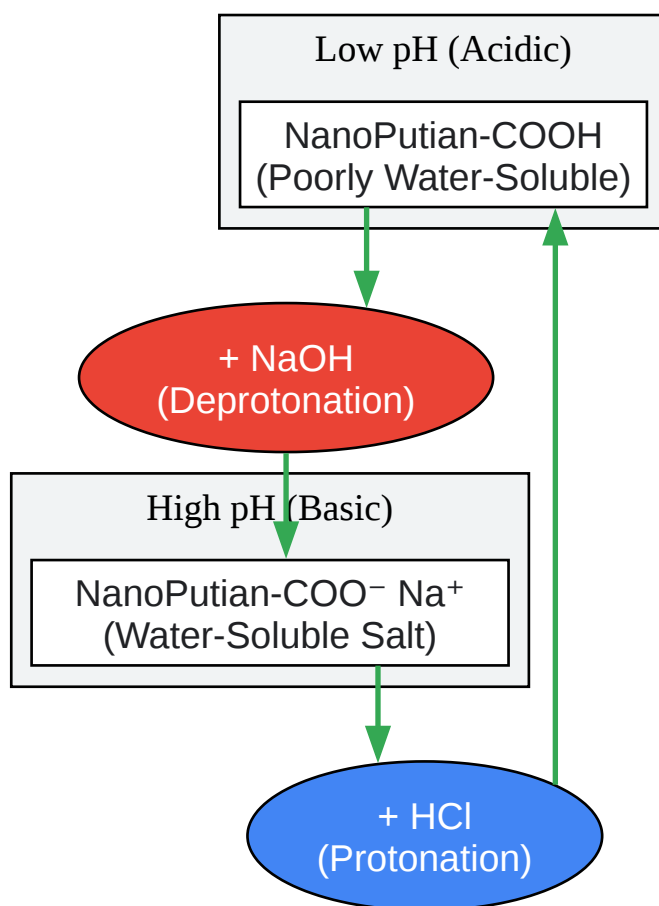 Low pH (Acidic)
NanoPutian-COOH
(Poorly Water-Soluble)
+ NaOH
(Deprotonation)
High pH (Basic)
NanoPutian-COO⁻ Na⁺
(Water-Soluble Salt)
+ HCl
(Protonation)